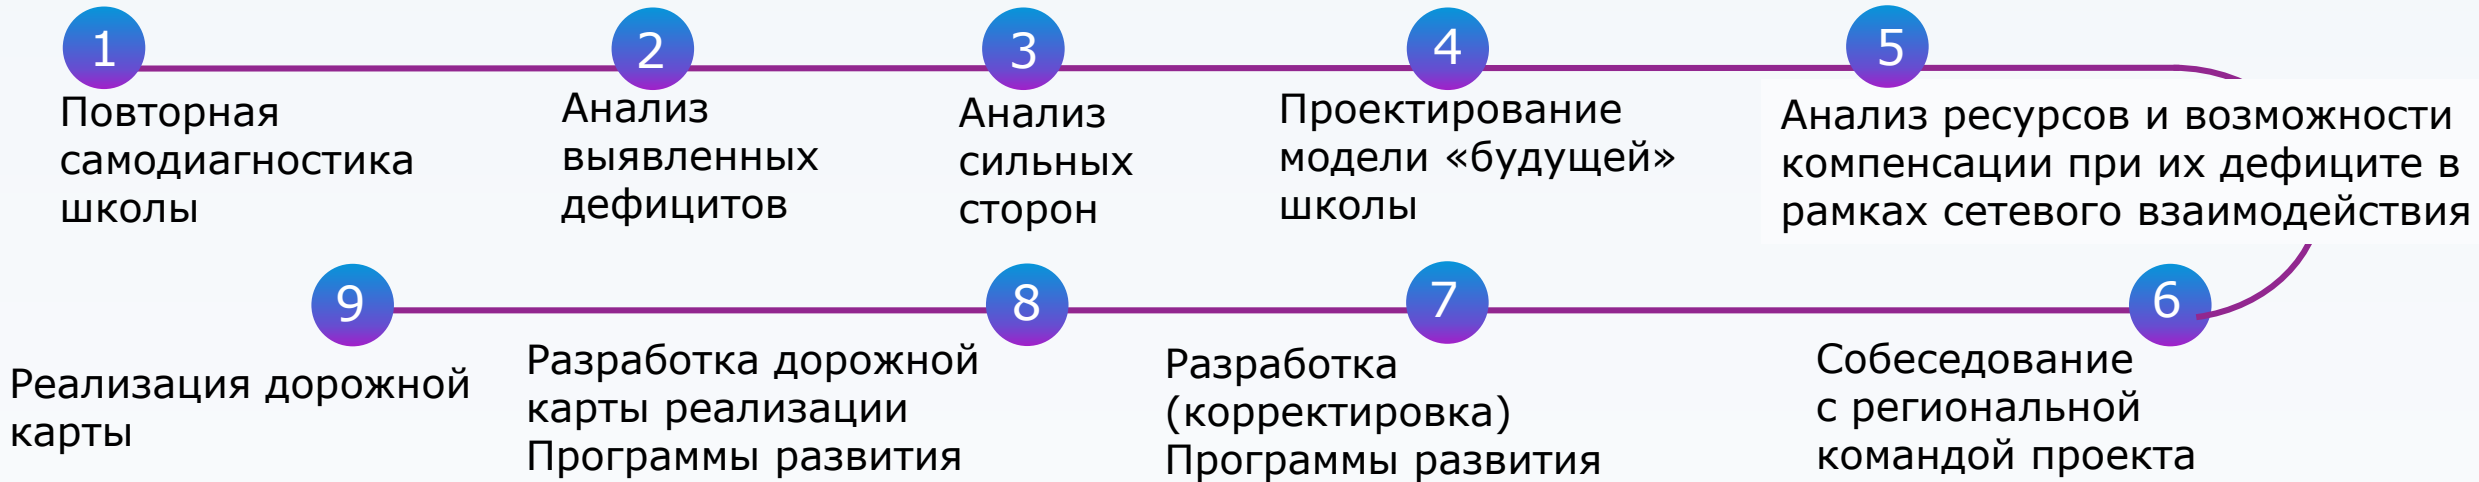 1
Повторная
самодиагностика
школы
2
Анализ
выявленных
дефицитов
3
Анализ
сильных
сторон
4
Проектирование
модели «будущей»
школы
5
Анализ ресурсов и возможности
компенсации при их дефиците в
рамках сетевого взаимодействия
6
Собеседование
с региональной
командой проекта
7
Разработка
(корректировка)
Программы развития
8
Разработка дорожной
карты реализации
Программы развития
9
Реализация дорожной
карты